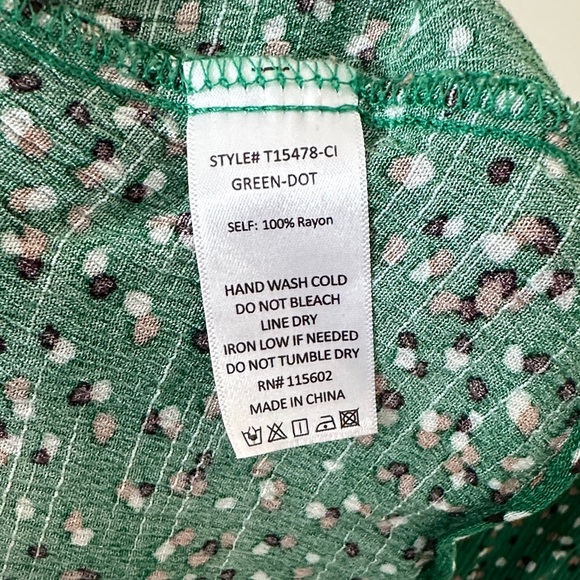 STYLE# T15478-CI
GREEN-DOT
SELF: 100% Rayon
HAND WASH COLD
DO NOT BLEACH
LINE DRY
IRON LOW IF NEEDED
DO NOT TUMBLE DRY
RN# 115602
MADE IN CHINA